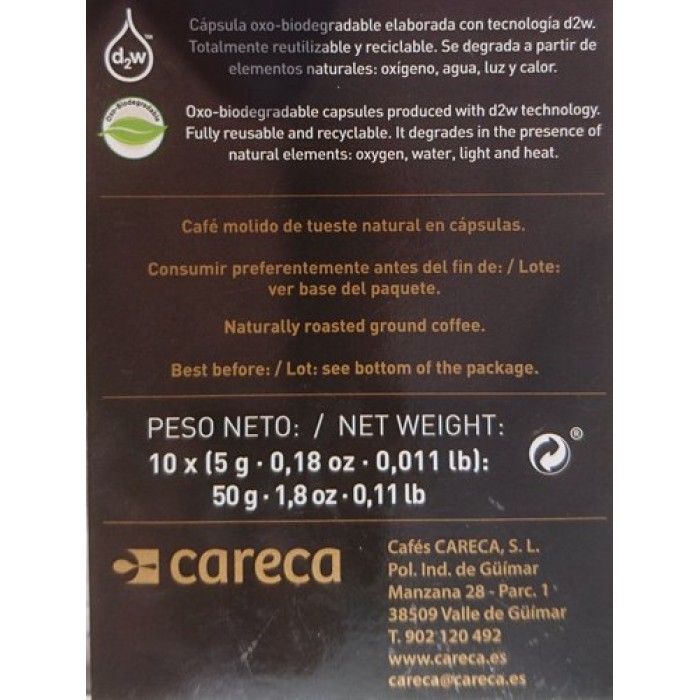 d2w™
Cápsula oxo-biodegradable elaborada con tecnología d2w.
Totalmente reutilizable y reciclable. Se degrada a partir de
elementos naturales: oxígeno, agua, luz y calor.
Oxo-Biodegradable
Oxo-biodegradable capsules produced with d2w technology.
Fully reusable and recyclable. It degrades in the presence of
natural elements: oxygen, water, light and heat.
Café molido de tueste natural en cápsulas.
Consumir preferentemente antes del fin de: / Lote:
ver base del paquete.
Naturally roasted ground coffee.
Best before: / Lot: see bottom of the package.
PESO NETO: / NET WEIGHT:
10 x (5 g · 0,18 oz · 0,011 lb):
50 g · 1,8 oz · 0,11 lb
®
careca
Cafés CARECA, S. L.
Pol. Ind. de Güímar
Manzana 28 - Parc. 1
38509 Valle de Güímar
T. 902 120 492
www.careca.es
careca@careca.es